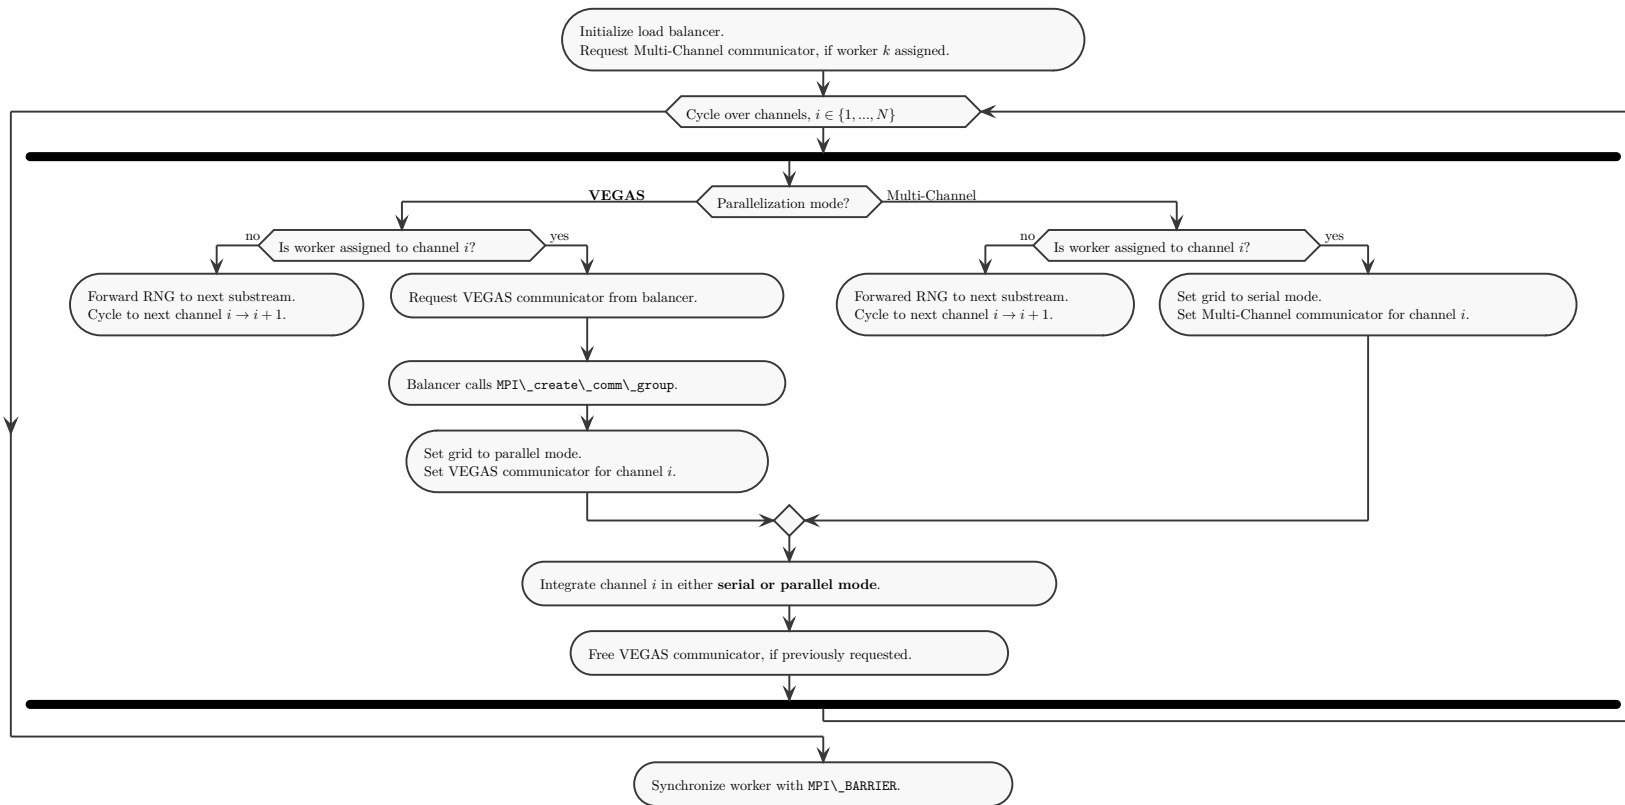 Initialize load balancer.
Request Multi-Channel communicator, if worker k assigned.
Cycle over channels, i ∈ {1, ..., N}
VEGAS
Parallelization mode?
Multi-Channel
no
Is worker assigned to channel i?
yes
no
Is worker assigned to channel i?
yes
Forward RNG to next substream.
Cycle to next channel i → i + 1.
Request VEGAS communicator from balancer.
Forwared RNG to next substream.
Cycle to next channel i → i + 1.
Set grid to serial mode.
Set Multi-Channel communicator for channel i.
Balancer calls MPI\_create\_comm\_group.
Set grid to parallel mode.
Set VEGAS communicator for channel i.
Integrate channel i in either serial or parallel mode.
Free VEGAS communicator, if previously requested.
Synchronize worker with MPI\_BARRIER.